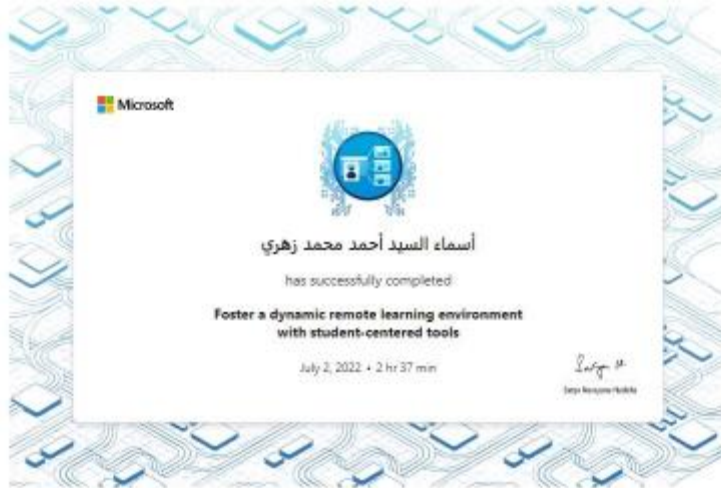 Microsoft
أسماء السيد أحمد محمد زهري
has successfully completed
Foster a dynamic remote learning environment
with student-centered tools
July 2, 2022 • 2 hr 37 min